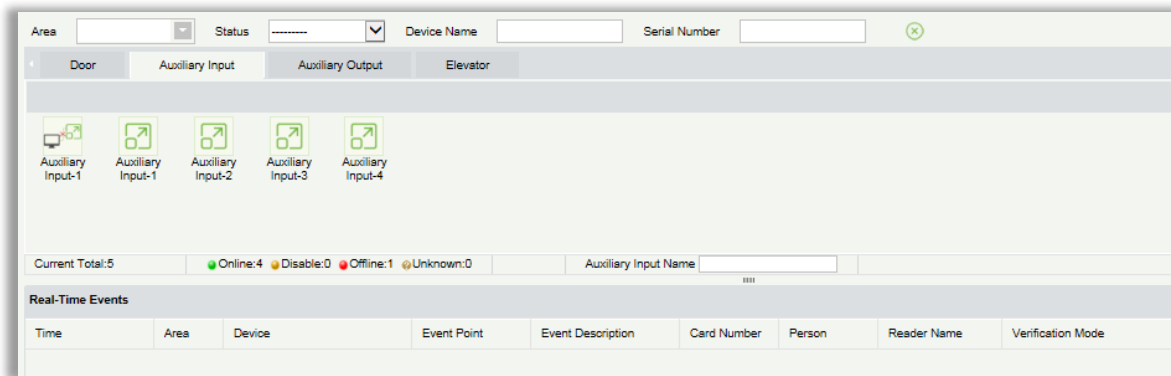 Area Status --------- Device Name Serial Number
Door Auxiliary Input Auxiliary Output Elevator
Auxiliary Input-1 Auxiliary Input-1 Auxiliary Input-2 Auxiliary Input-3 Auxiliary Input-4
Current Total:5 Online:4 Disable:0 Offline:1 Unknown:0 Auxiliary Input Name
Real-Time Events
Time Area Device Event Point Event Description Card Number Person Reader Name Verification Mode